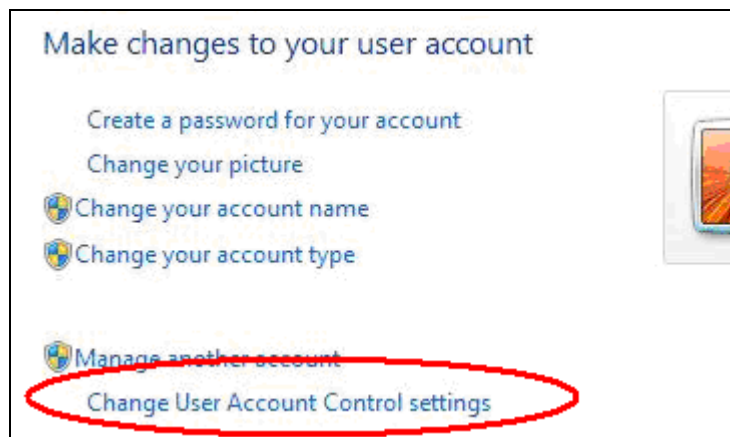 Make changes to your user account
Create a password for your account
Change your picture
Change your account name
Change your account type
Manage another account
Change User Account Control settings